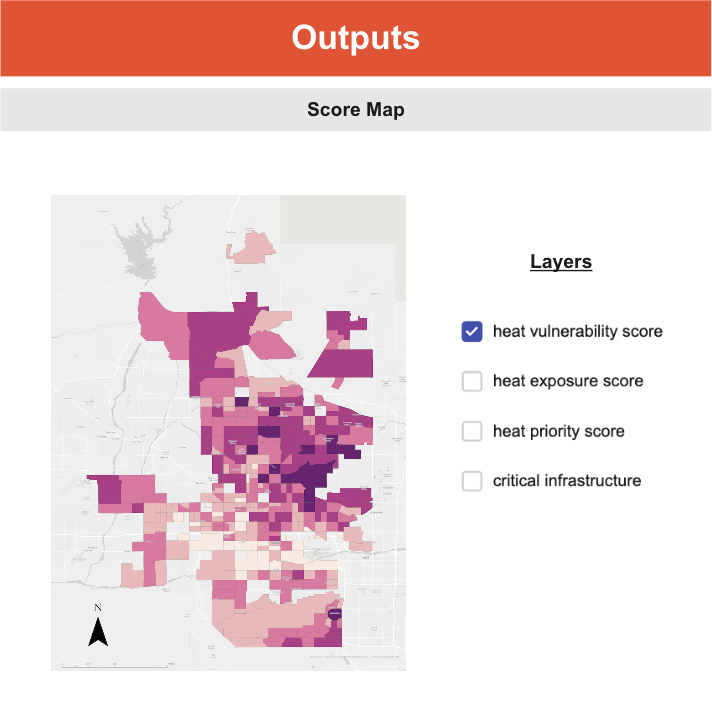 Outputs
Score Map
Layers
heat vulnerability score
heat exposure score
heat priority score
critical infrastructure
N